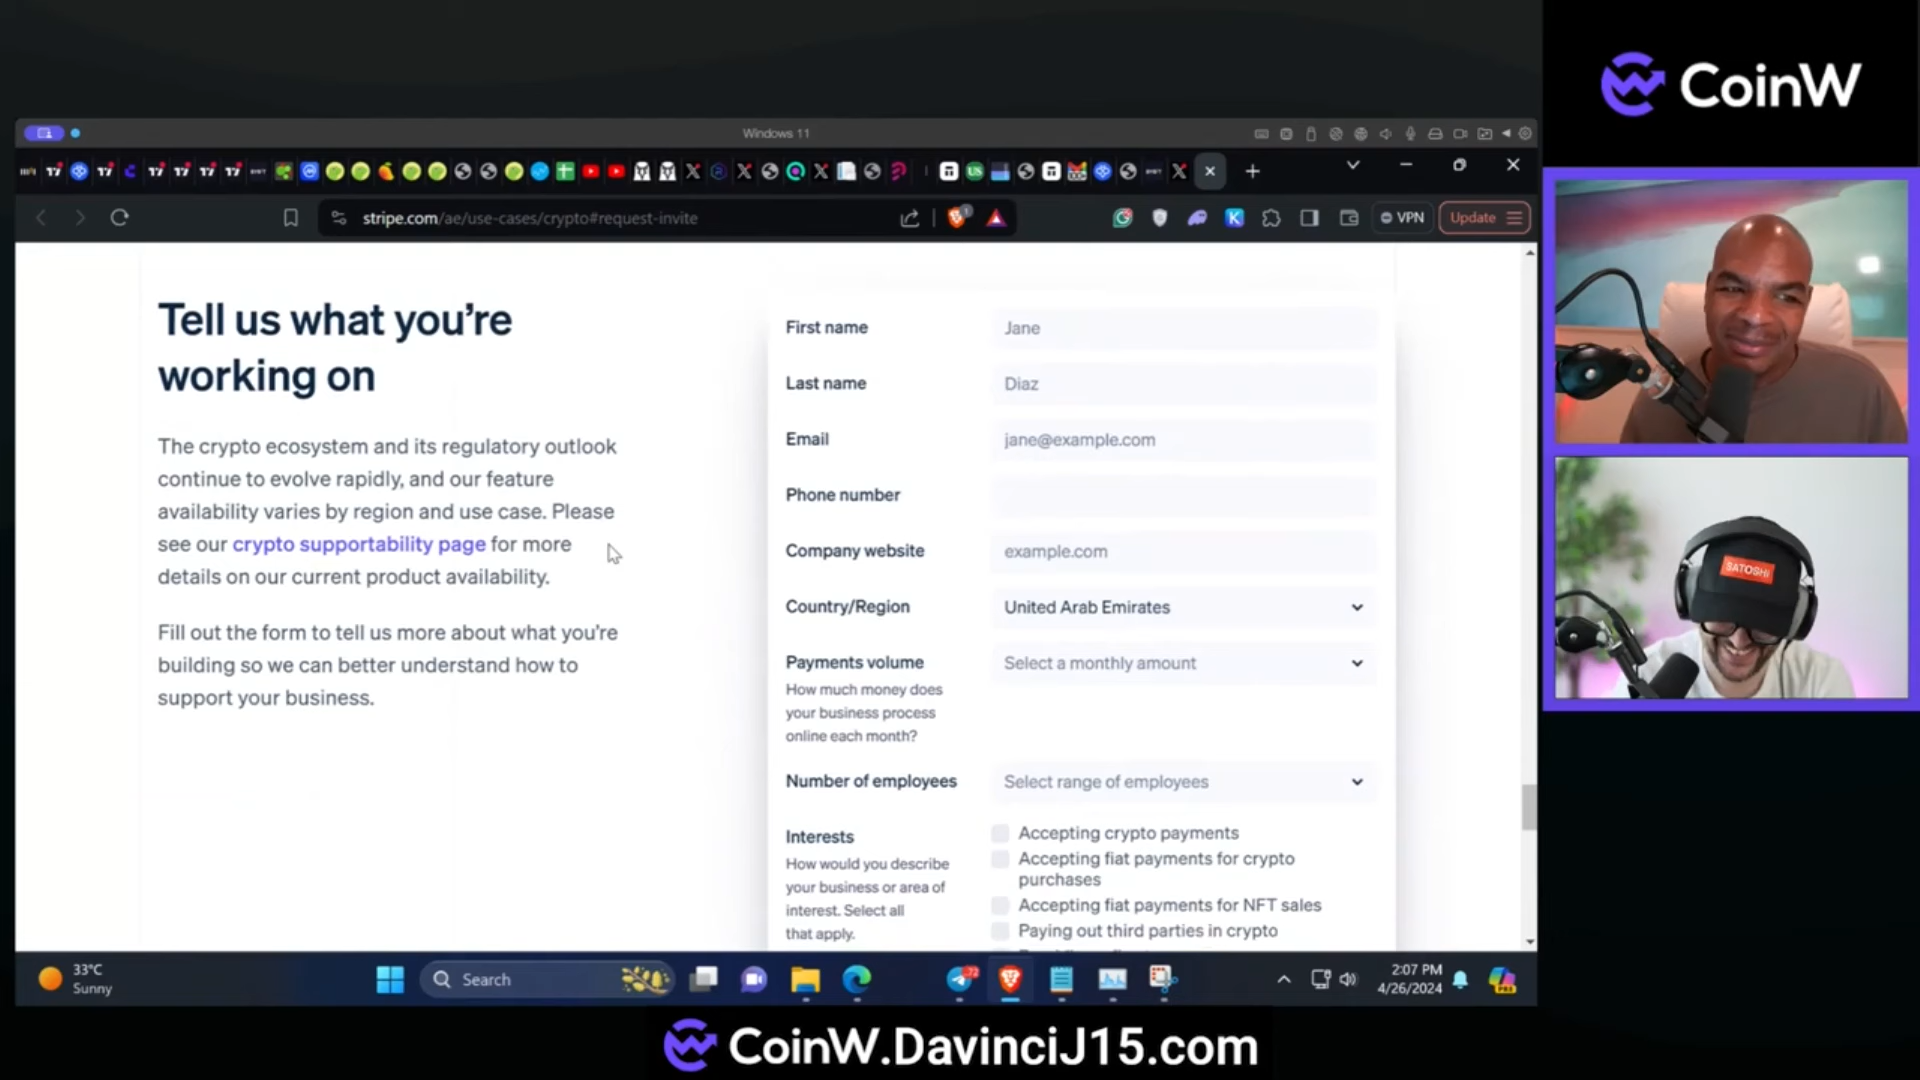 CoinW
Windows 11
stripe.com/ae/use-cases/crypto#request-invite
VPN
Update
Tell us what you're
working on
The crypto ecosystem and its regulatory outlook
continue to evolve rapidly, and our feature
availability varies by region and use case. Please
see our crypto supportability page for more
details on our current product availability.
Fill out the form to tell us more about what you're
building so we can better understand how to
support your business.
First name
Jane
Last name
Diaz
Email
jane@example.com
Phone number
Company website
example.com
Country/Region
United Arab Emirates
Payments volume
Select a monthly amount
How much money does
your business process
online each month?
Number of employees
Select range of employees
Interests
How would you describe
your business or area of
interest. Select all
that apply.
Accepting crypto payments
Accepting fiat payments for crypto
purchases
Accepting fiat payments for NFT sales
Paying out third parties in crypto
SATOSHI
33°C
Sunny
Search
2:07 PM
4/26/2024
CoinW.DavinciJ15.com